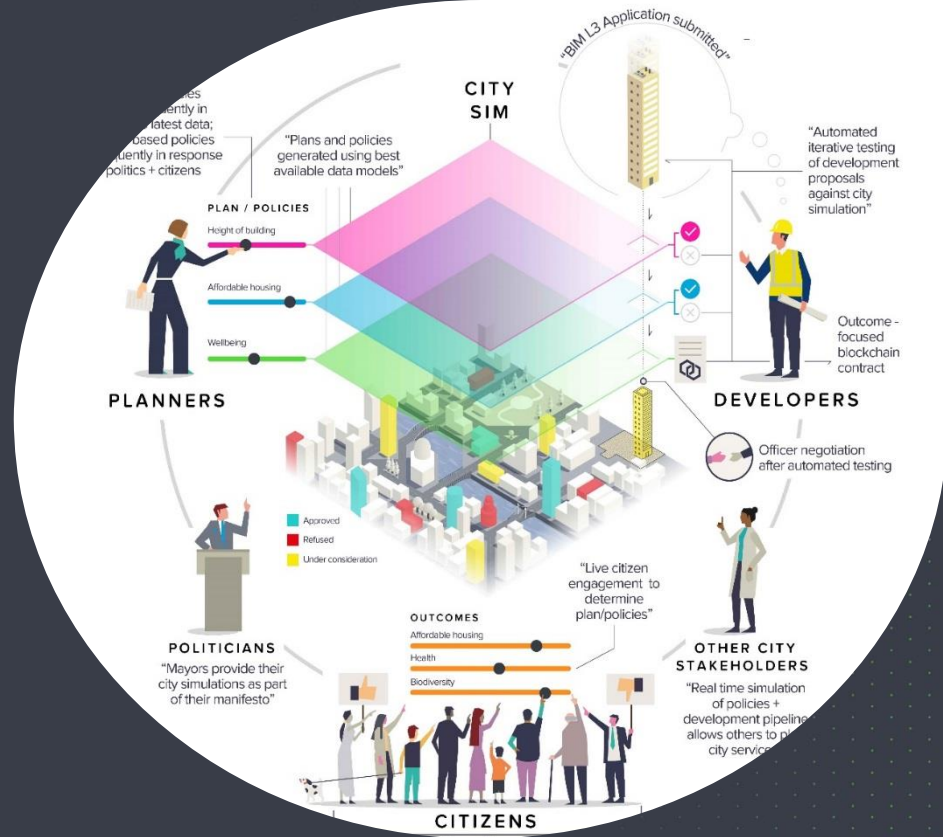 "BIM L3 Application submitted"
CITY
SIM
ently in
latest data;
based policies
quently in response
politics + citizens
"Plans and policies
generated using best
available data models"
"Automated
iterative testing
of development
proposals
against city
simulation"
PLAN / POLICIES
Height of building
Affordable housing
Wellbeing
Outcome -
focused
blockchain
contract
PLANNERS
DEVELOPERS
Officer negotiation
after automated testing
Approved
Refused
Under consideration
"Live citizen
engagement to
determine
plan/policies"
OUTCOMES
Affordable housing
Health
Biodiversity
POLITICIANS
"Mayors provide their
city simulations as part
of their manifesto"
OTHER CITY
STAKEHOLDERS
"Real time simulation
of policies +
development pipeline
allows others to
city service
CITIZENS